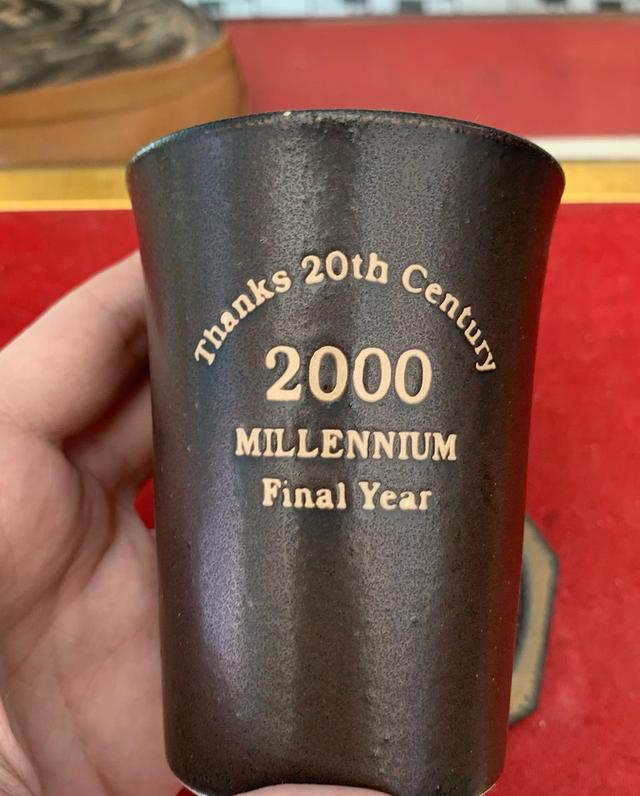 Thanks 20th Century
2000
MILLENNIUM
Final Year